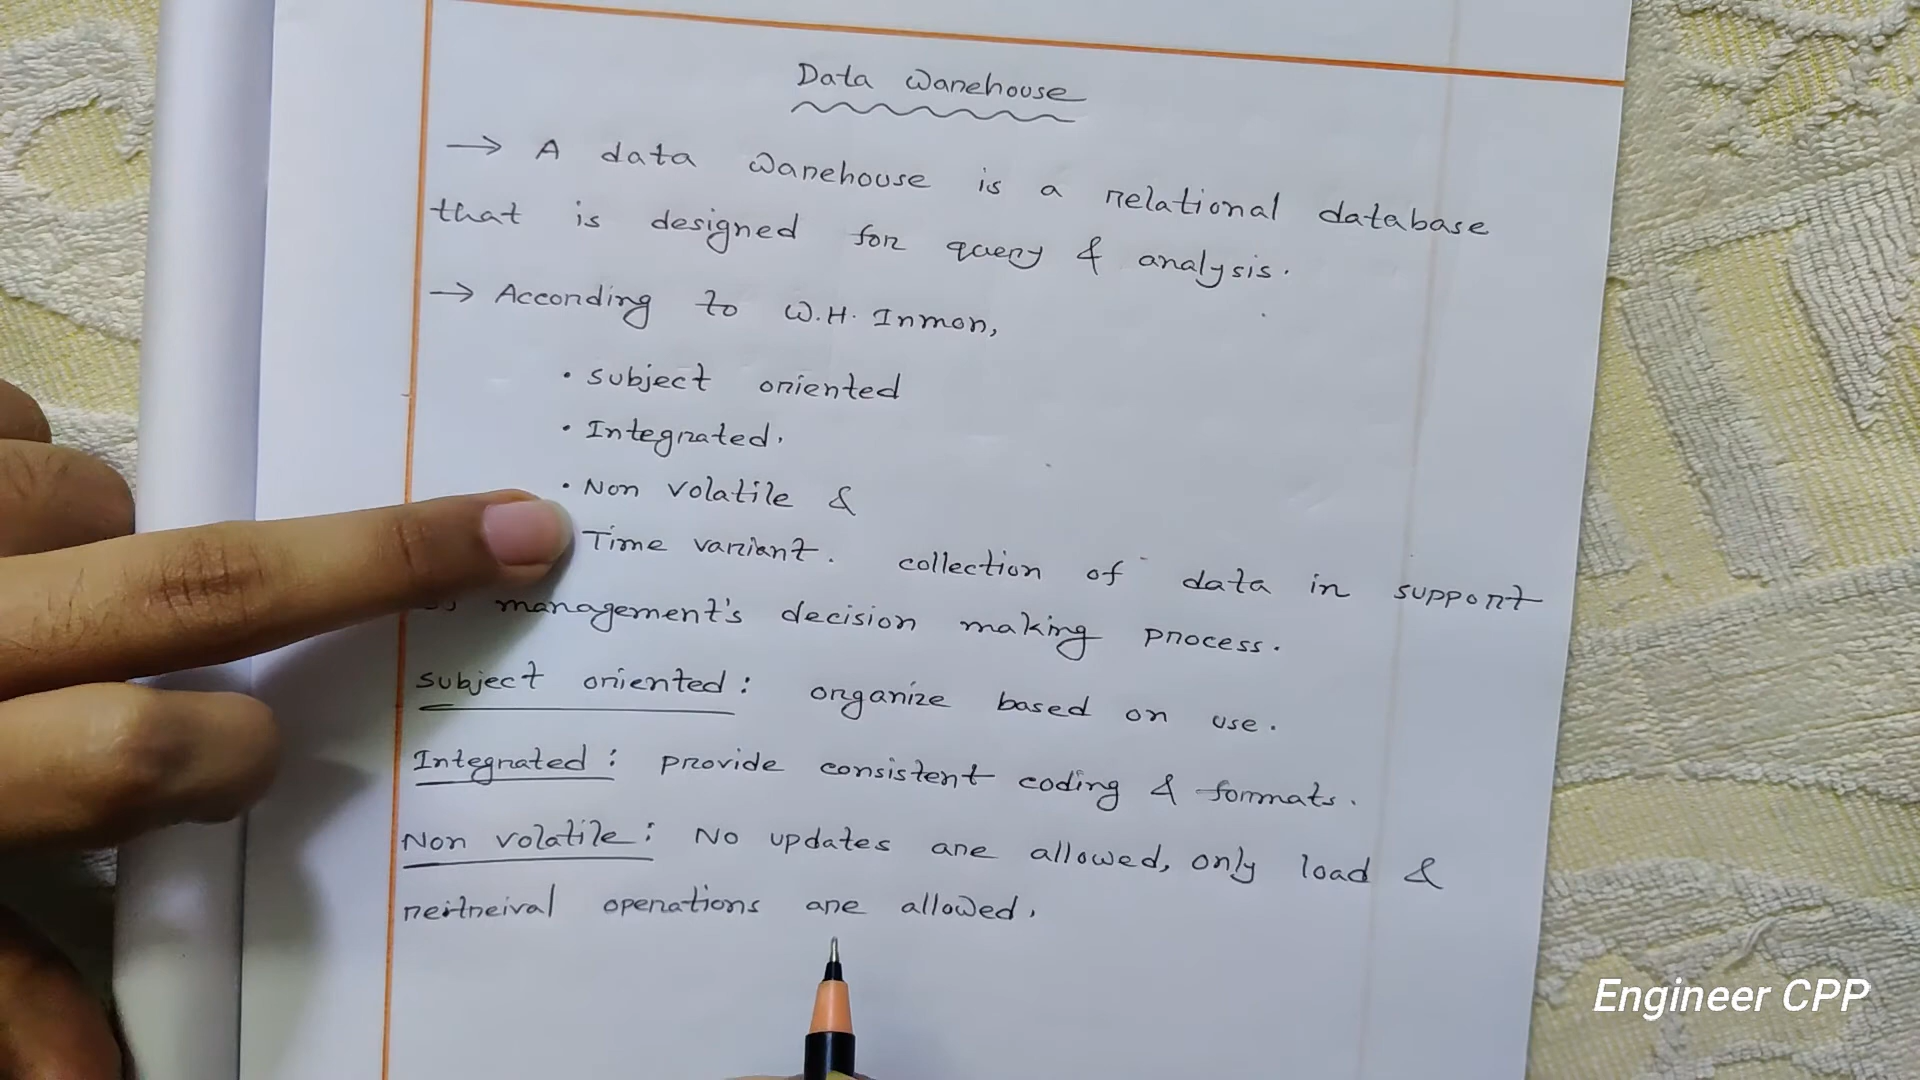 Data Warehouse
→ A data warehouse is a relational database
that is designed for query & analysis.
→ According to W.H. Inmon,
• subject oriented
• Integrated.
• Non volatile &
Time variant. collection of data in support
management's decision making process.
subject oriented: organize based on use.
Integrated: provide consistent coding & formats.
Non volatile: No updates are allowed, only load &
reitreival operations are allowed.
Engineer CPP